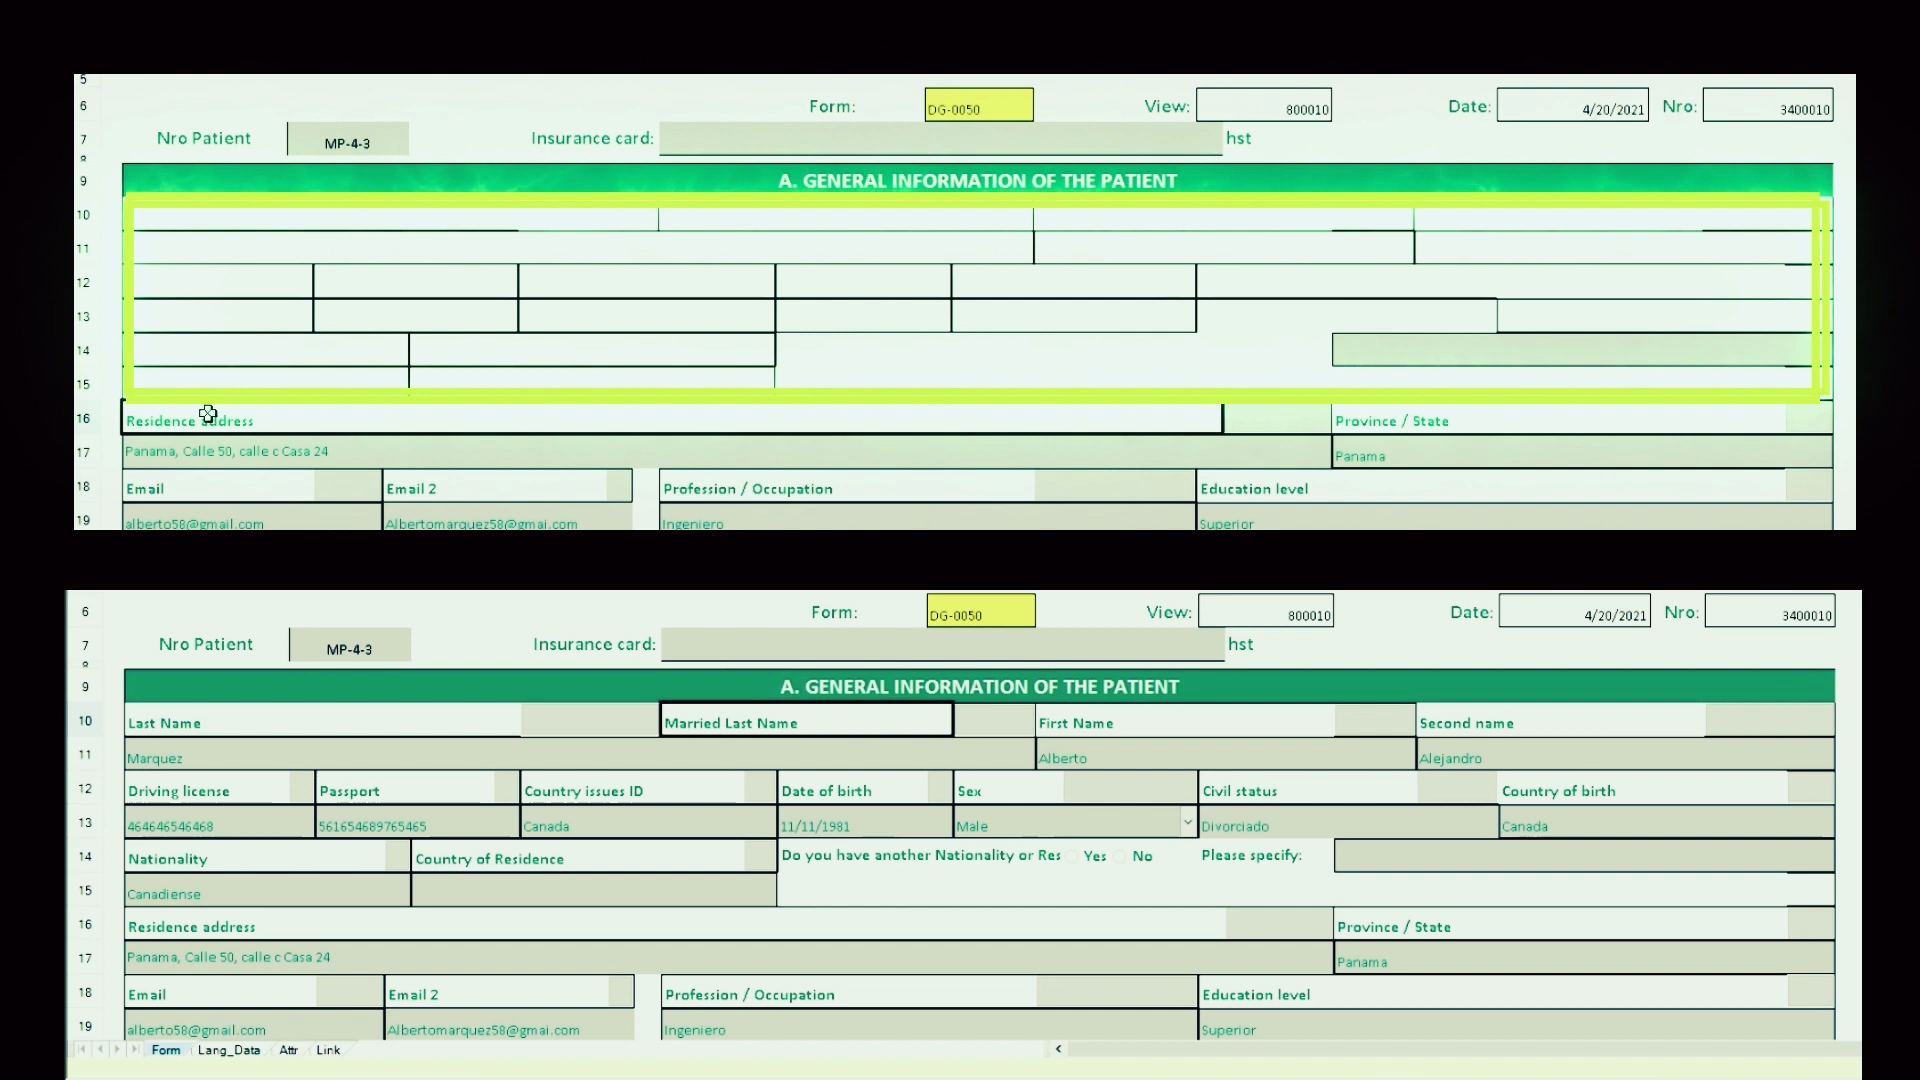 5
6 Form: DG-0050 View: 800010 Date: 4/20/2021 Nro: 3400010
7 Nro Patient MP-4-3 Insurance card: hst
8
9 A. GENERAL INFORMATION OF THE PATIENT
10
11
12
13
14
15
16 Residence address Province / State
17 Panama, Calle 50, calle c Casa 24 Panama
18 Email Email 2 Profession / Occupation Education level
19 alberto58@gmail.com Albertomarquez58@gmai.com Ingeniero Superior
6 Form: DG-0050 View: 800010 Date: 4/20/2021 Nro: 3400010
7 Nro Patient MP-4-3 Insurance card: hst
8
9 A. GENERAL INFORMATION OF THE PATIENT
10 Last Name Married Last Name First Name Second name
11 Marquez Alberto Alejandro
12 Driving license Passport Country issues ID Date of birth Sex Civil status Country of birth
13 464646546468 561654689765465 Canada 11/11/1981 Male Divorciado Canada
14 Nationality Country of Residence Do you have another Nationality or Res Yes No Please specify:
15 Canadiense
16 Residence address Province / State
17 Panama, Calle 50, calle c Casa 24 Panama
18 Email Email 2 Profession / Occupation Education level
19 alberto58@gmail.com Albertomarquez58@gmai.com Ingeniero Superior
Form Lang_Data Attr Link